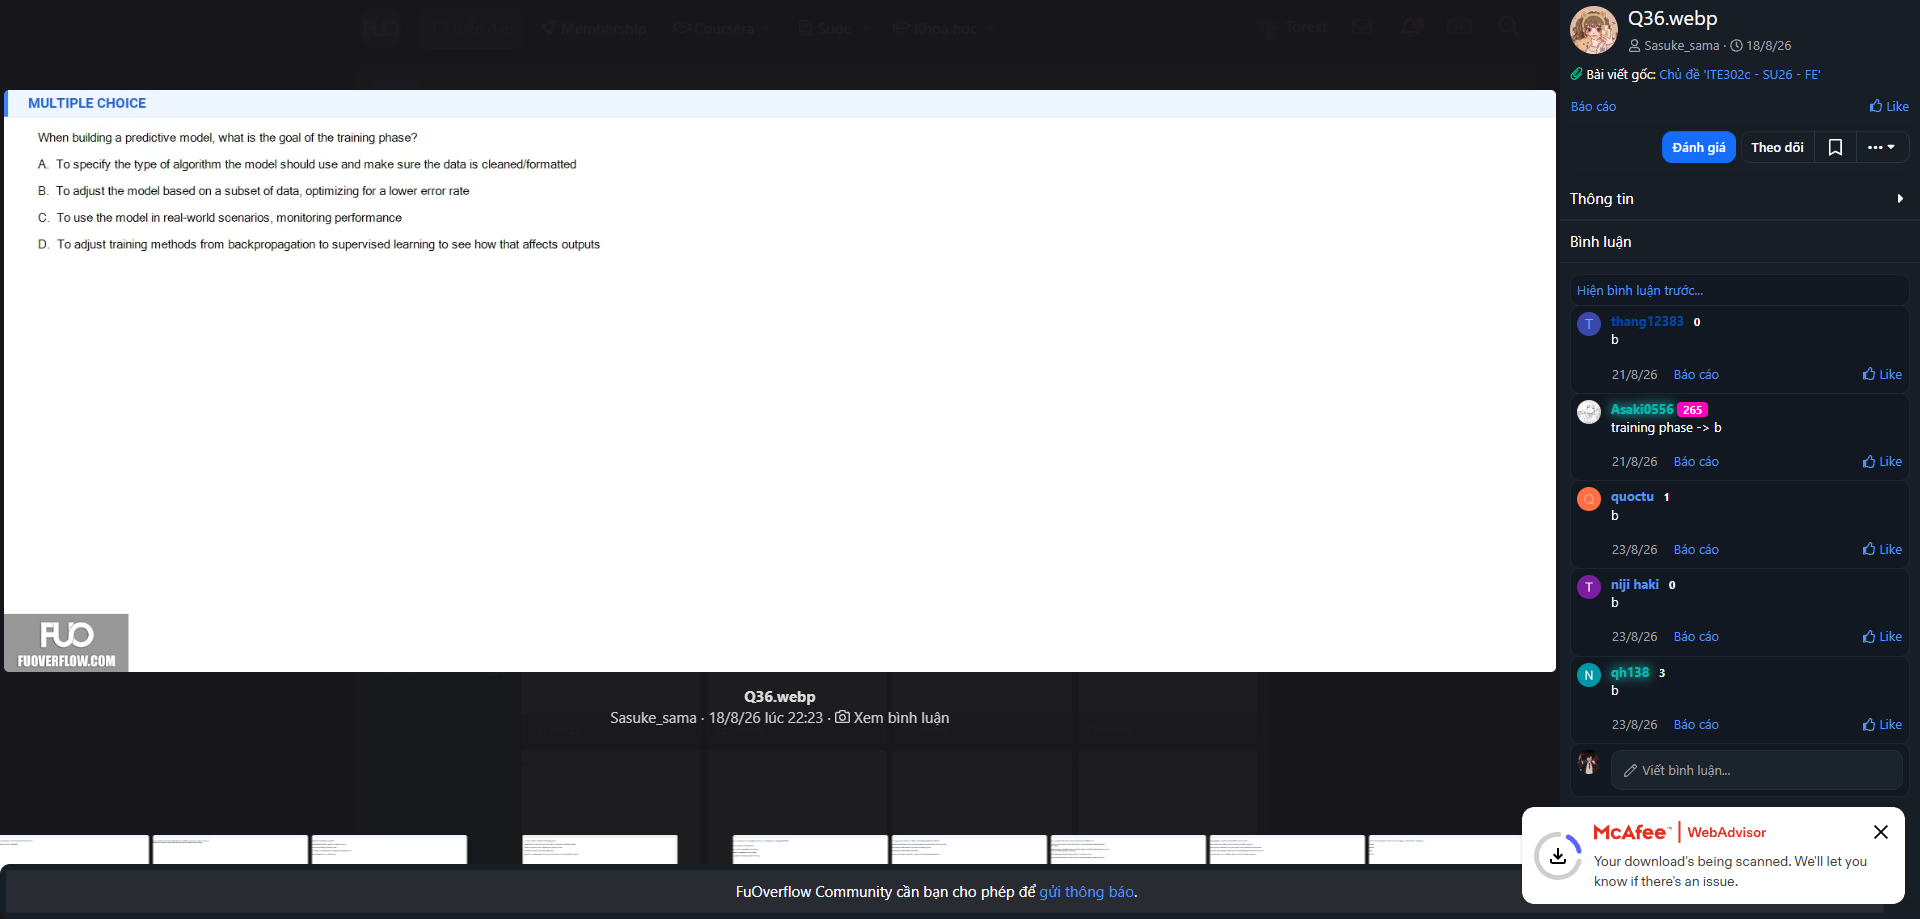 FUO
Membership
Coursera
Khoá học
Torest
MULTIPLE CHOICE
When building a predictive model, what is the goal of the training phase?
A. To specify the type of algorithm the model should use and make sure the data is cleaned/formatted
B. To adjust the model based on a subset of data, optimizing for a lower error rate
C. To use the model in real-world scenarios, monitoring performance
D. To adjust training methods from backpropagation to supervised learning to see how that affects outputs
FUO
FUOVERFLOW.COM
Q36.webp
Sasuke_sama · 18/8/26 lúc 22:23 · Xem bình luận
FuOverflow Community cần bạn cho phép để gửi thông báo.
Q36.webp
Sasuke_sama · 18/8/26
Bài viết gốc: Chủ đề 'ITE302c - SU26 - FE'
Báo cáo Like
Đánh giá Theo dõi
Thông tin
Bình luận
Hiện bình luận trước...
T thang12383 0
b
21/8/26 Báo cáo Like
Asaki0556 265
training phase -> b
21/8/26 Báo cáo Like
Q quoctu 1
b
23/8/26 Báo cáo Like
T niji haki 0
b
23/8/26 Báo cáo Like
N qh138 3
b
23/8/26 Báo cáo Like
Viết bình luận...
McAfee™ | WebAdvisor
Your download's being scanned. We'll let you
know if there's an issue.